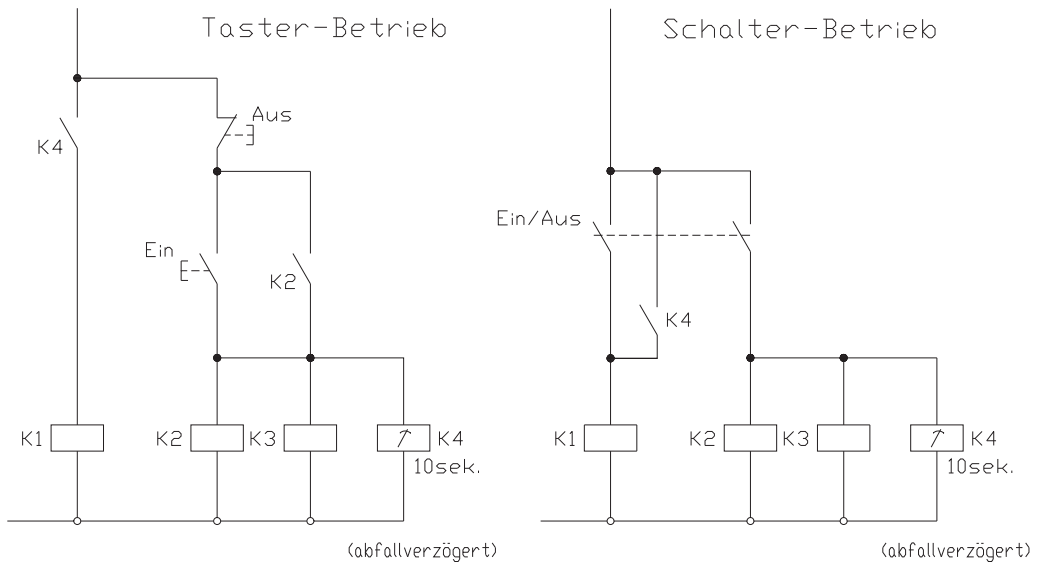 Taster-Betrieb
Aus
K4
Ein
K2
K1
K2
K3
K4
10sek.
(abfallverzögert)
Schalter-Betrieb
Ein/Aus
K4
K1
K2
K3
K4
10sek.
(abfallverzögert)